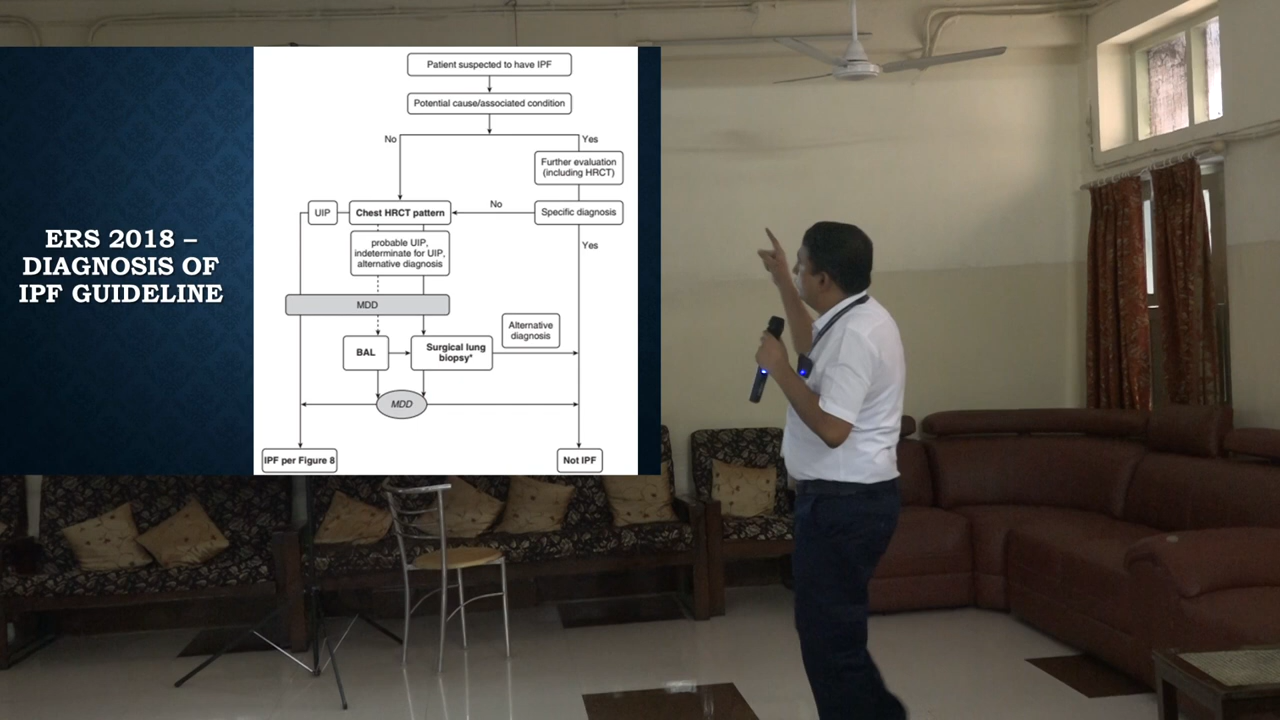 ERS 2018 –
DIAGNOSIS OF
IPF GUIDELINE
Patient suspected to have IPF
Potential cause/associated condition
No
Yes
Further evaluation
(including HRCT)
UIP
Chest HRCT pattern
No
Specific diagnosis
probable UIP,
indeterminate for UIP,
alternative diagnosis
Yes
MDD
Alternative
diagnosis
BAL
Surgical lung
biopsy*
MDD
IPF per Figure 8
Not IPF